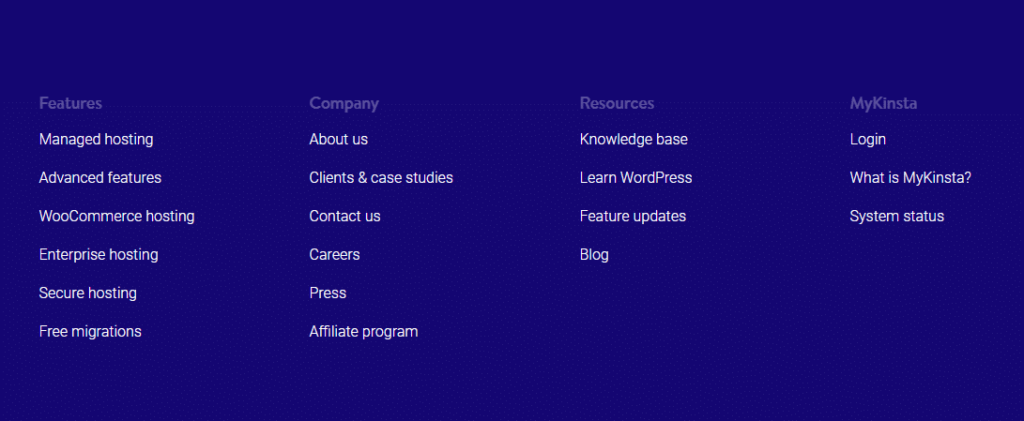 Features
Managed hosting
Advanced features
WooCommerce hosting
Enterprise hosting
Secure hosting
Free migrations
Company
About us
Clients & case studies
Contact us
Careers
Press
Affiliate program
Resources
Knowledge base
Learn WordPress
Feature updates
Blog
MyKinsta
Login
What is MyKinsta?
System status